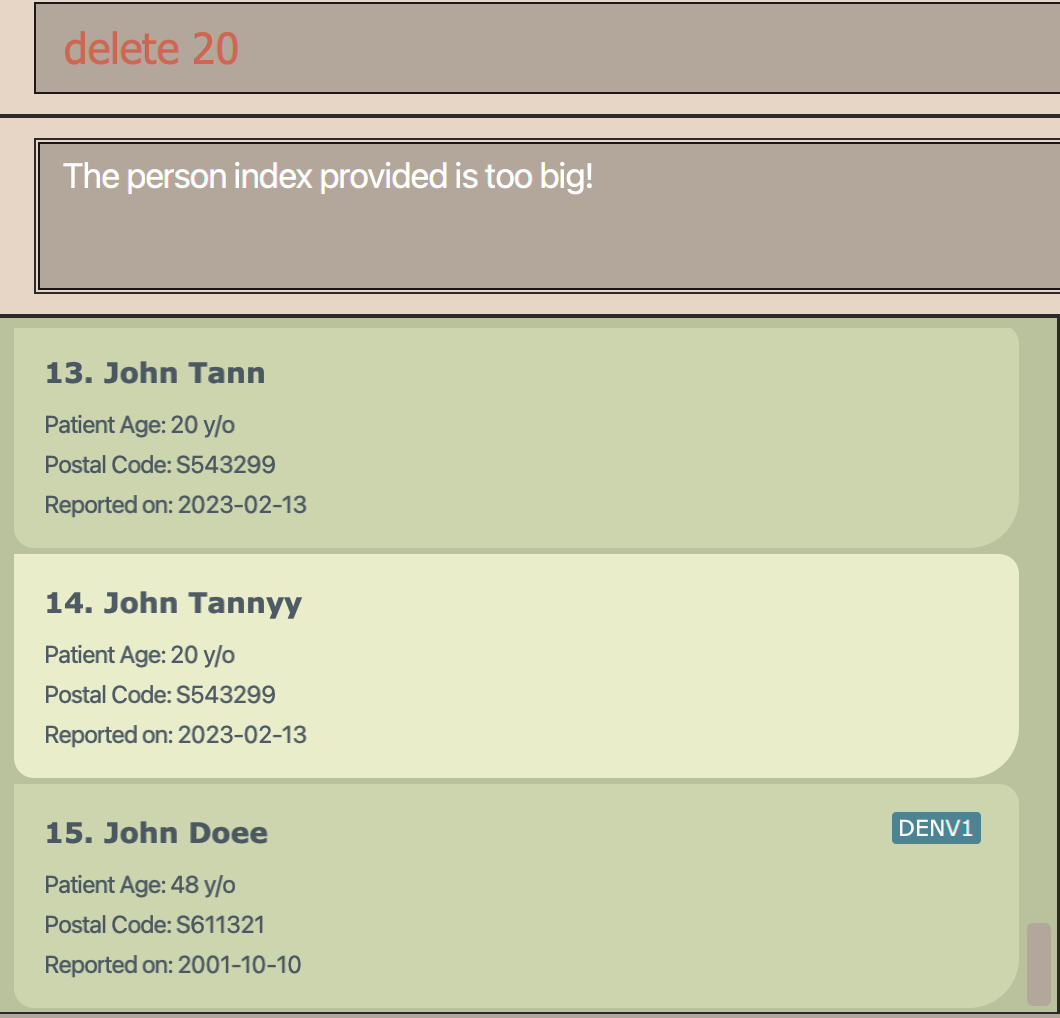 delete 20
The person index provided is too big!
13. John Tann
Patient Age: 20 y/o
Postal Code: S543299
Reported on: 2023-02-13
14. John Tannyy
Patient Age: 20 y/o
Postal Code: S543299
Reported on: 2023-02-13
15. John Doee
DENV1
Patient Age: 48 y/o
Postal Code: S611321
Reported on: 2001-10-10